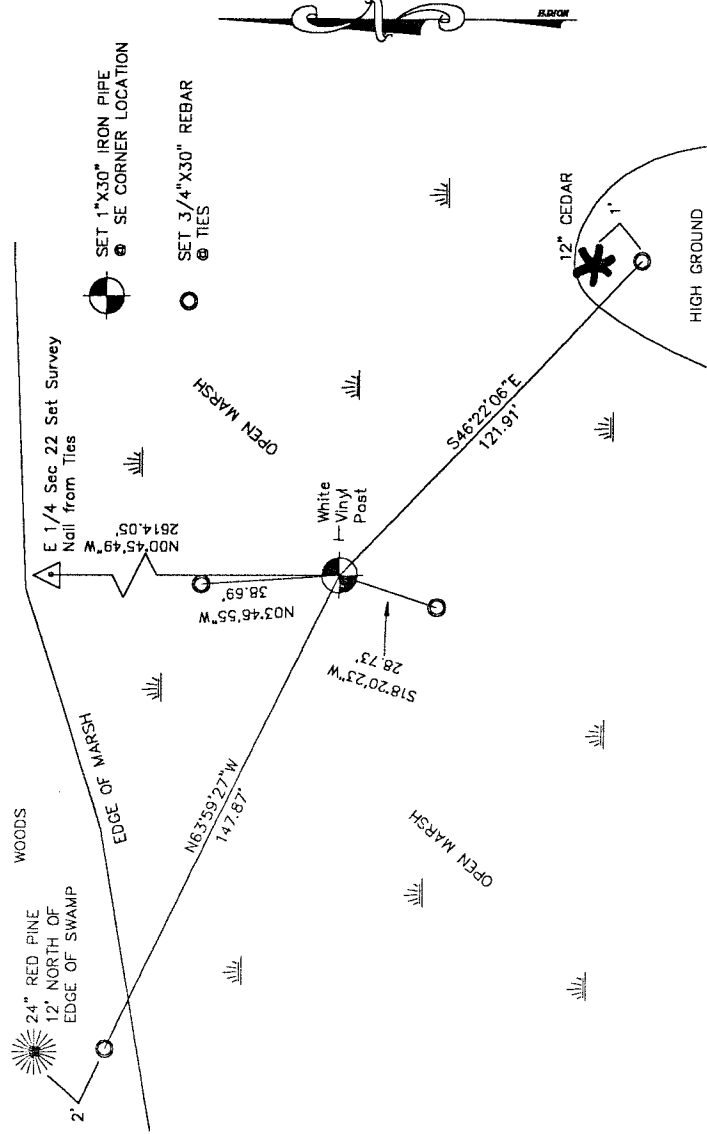 WOODS
24" RED PINE
12' NORTH OF
EDGE OF SWAMP
2'
EDGE OF MARSH
E 1/4 Sec 22 Set Survey
Nail from Ties
N00°45'49"W
2614.05'
SET 1"X30" IRON PIPE
@ SE CORNER LOCATION
SET 3/4"X30" REBAR
@ TIES
NORTH
OPEN MARSH
N03°46'55"W
38.69'
N63°59'27"W
147.87'
White
Vinyl
Post
S18°20'23"W
28.73'
S46°22'06"E
121.91'
12" CEDAR
1'
OPEN MARSH
HIGH GROUND